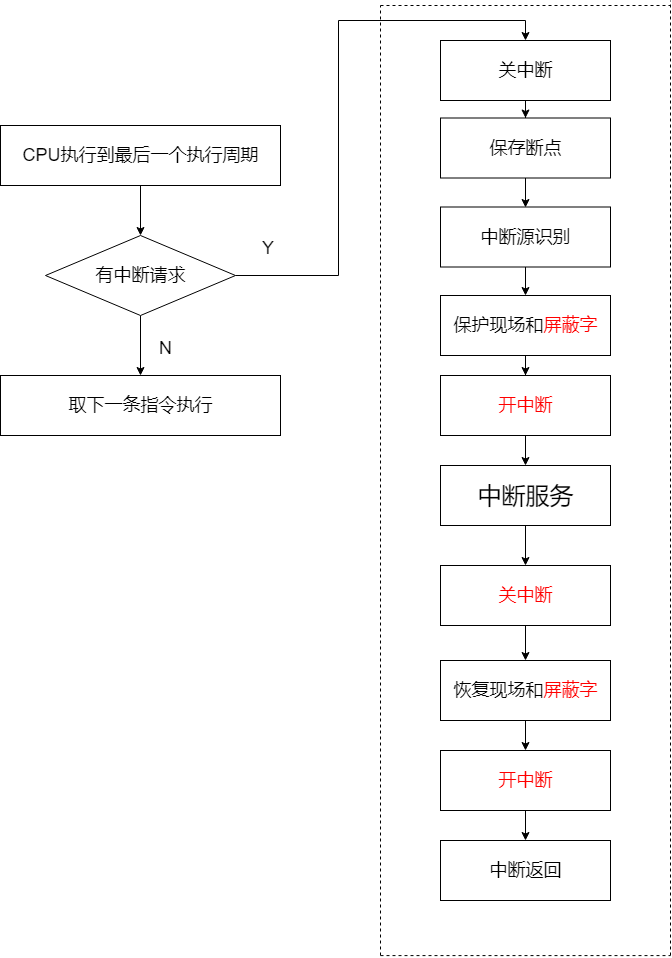 CPU执行到最后一个执行周期
有中断请求
Y
N
取下一条指令执行
关中断
保存断点
中断源识别
保护现场和屏蔽字
开中断
中断服务
关中断
恢复现场和屏蔽字
开中断
中断返回